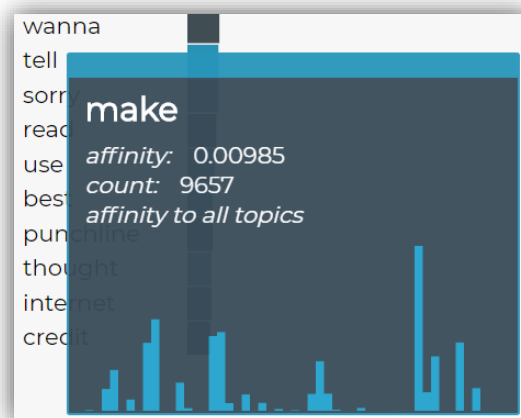 wanna
tell
sorry
read
use
best
punchline
thought
internet
credit
make
affinity: 0.00985
count: 9657
affinity to all topics